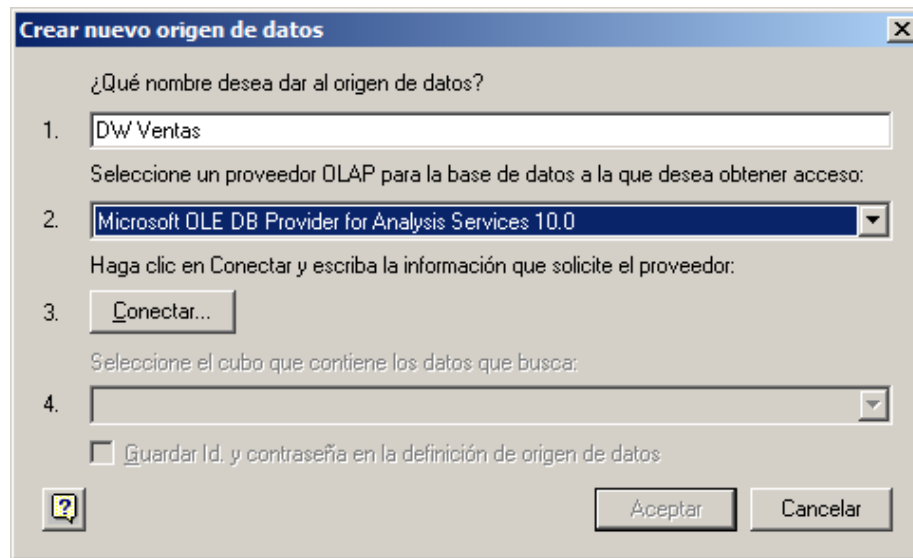 Crear nuevo origen de datos
¿Qué nombre desea dar al origen de datos?
1. DW Ventas
Seleccione un proveedor OLAP para la base de datos a la que desea obtener acceso:
2. Microsoft OLE DB Provider for Analysis Services 10.0
Haga clic en Conectar y escriba la información que solicite el proveedor:
3. Conectar...
Seleccione el cubo que contiene los datos que busca:
4.
Guardar Id. y contraseña en la definición de origen de datos
? Aceptar Cancelar